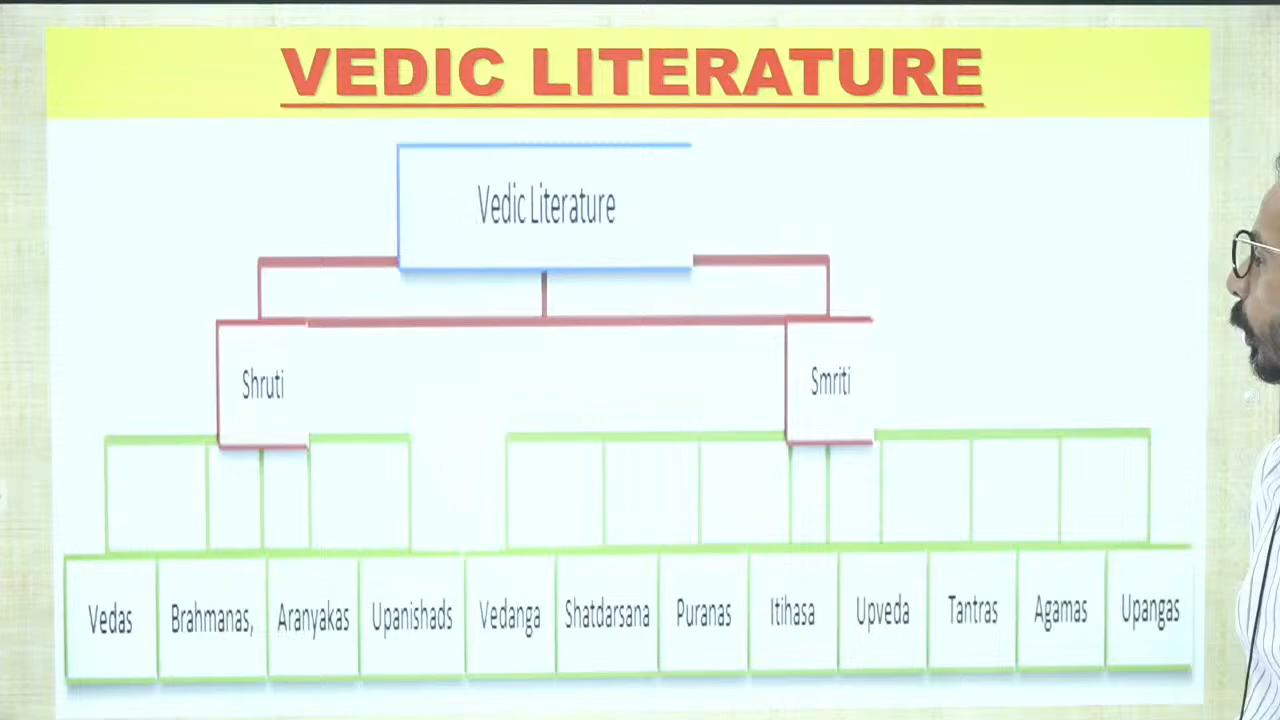 VEDIC LITERATURE
Vedic Literature
Shruti
Smriti
Vedas
Brahmanas,
Aranyakas
Upanishads
Vedanga
Shatdarsana
Puranas
Itihasa
Upveda
Tantras
Agamas
Upangas